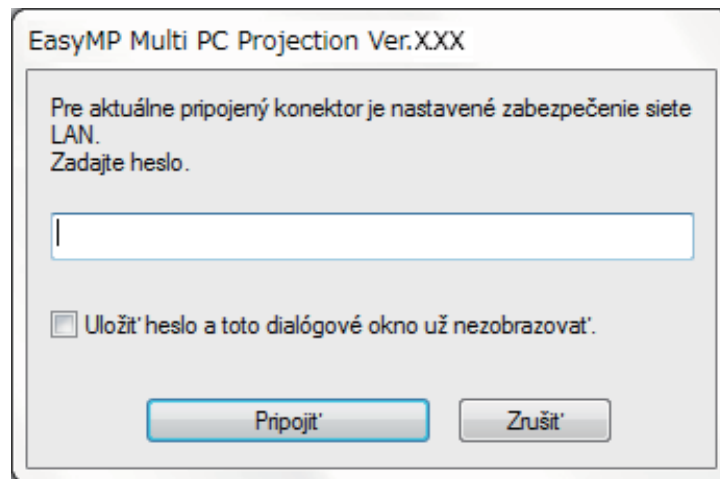 EasyMP Multi PC Projection Ver.XXX
Pre aktuálne pripojený konektor je nastavené zabezpečenie siete
LAN.
Zadajte heslo.
Uložiť heslo a toto dialógové okno už nezobrazovať.
Pripojiť
Zrušiť